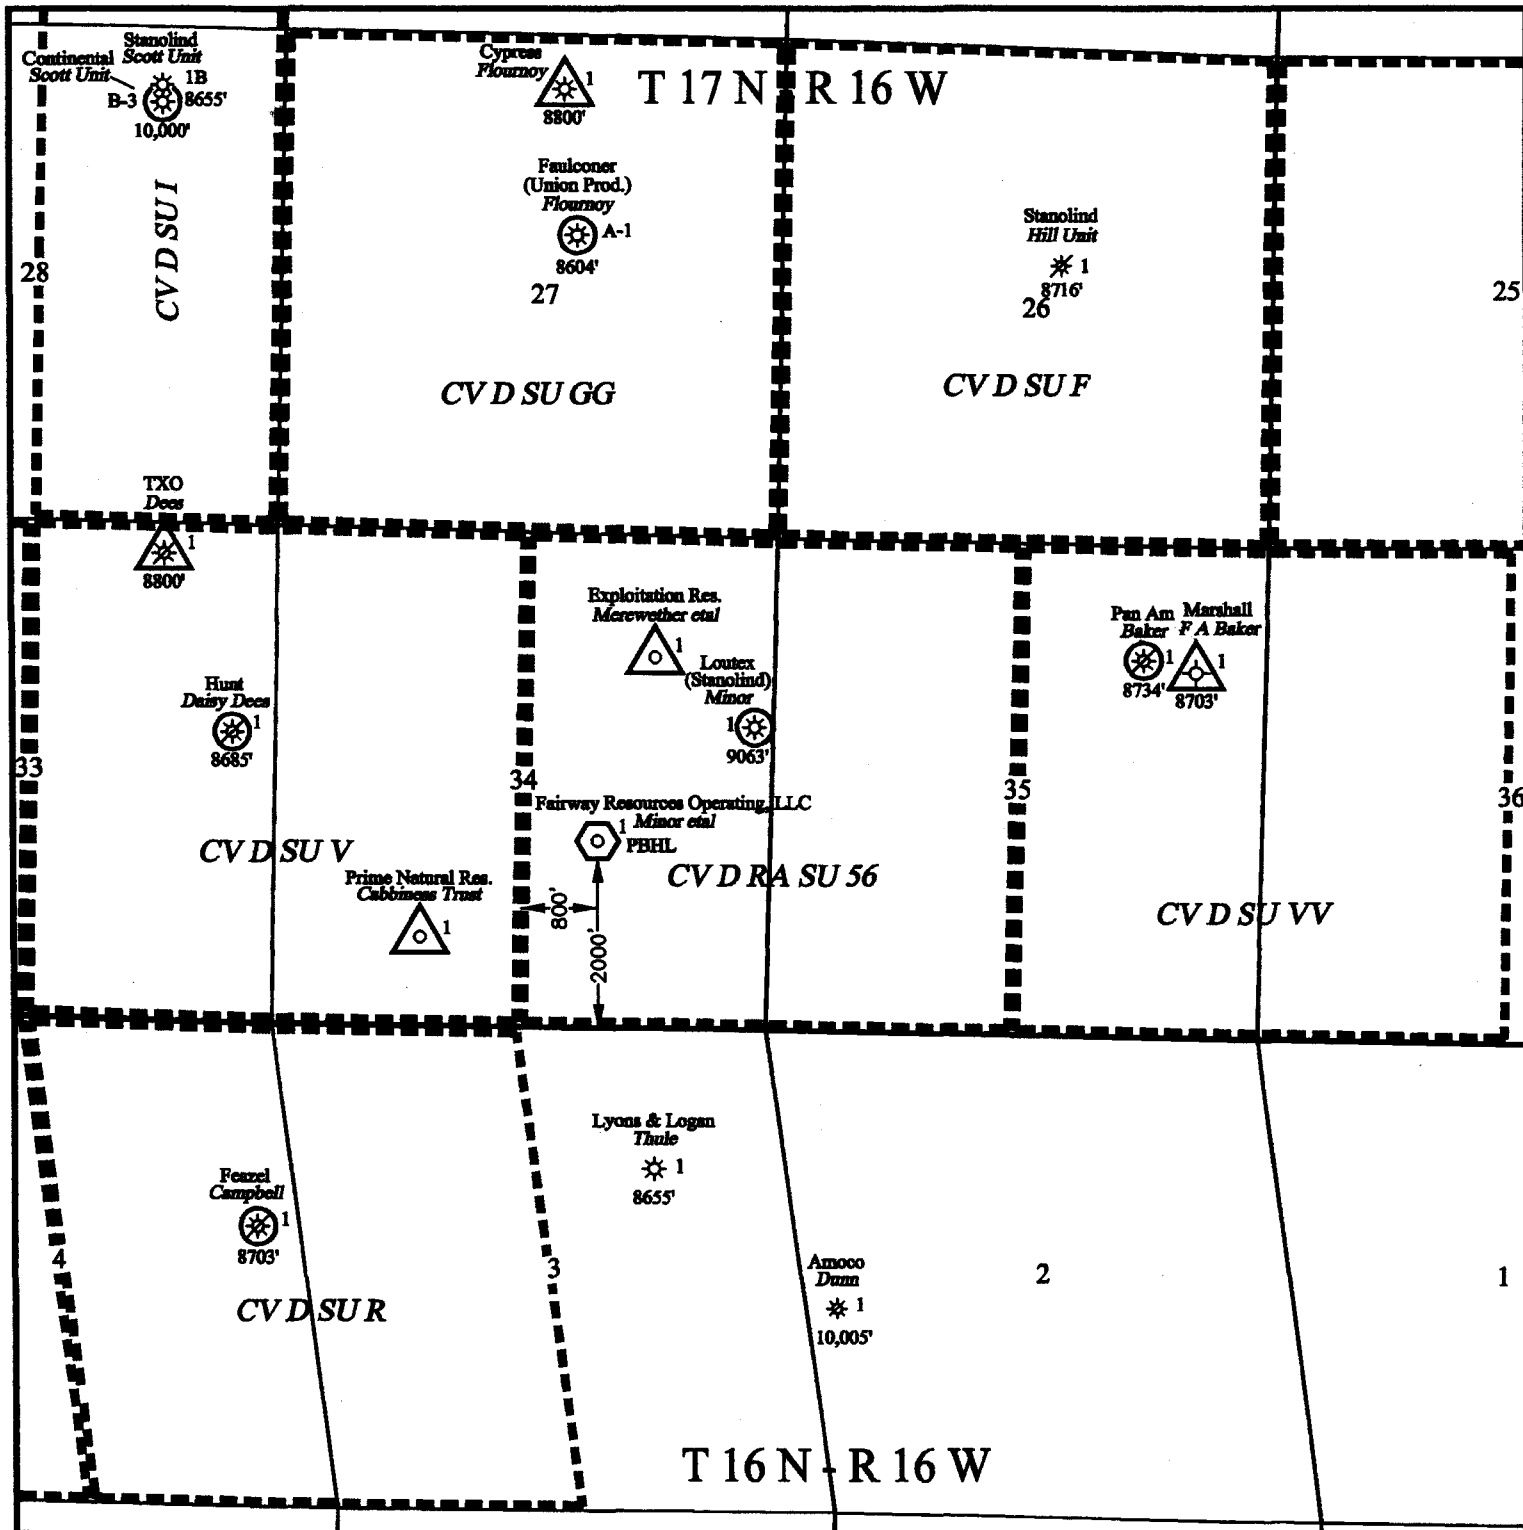 Stanolind
Scott Unit
Continental
Scott Unit
1B
B-3
8655'
10,000'
Cypress
Flournoy
1
8800'
T 17 N R 16 W
Faulconer
(Union Prod.)
Flournoy
A-1
8604'
Stanolind
Hill Unit
1
8716'
28
CV D SU I
27
26
25
CV D SU GG
CV D SU F
TXO
Dees
1
8800'
Exploitation Res.
Merewether etal
1
Pan Am
Baker
1
8734'
Marshall
F A Baker
1
8703'
Loutex
(Stanolind)
Minor
1
9063'
Hunt
Daisy Dees
1
8685'
33
34
35
36
Fairway Resources Operating, LLC
Minor etal
1
PBHL
CV D SU V
CV D RA SU 56
CV D SU VV
Prime Natural Res.
Cabbiness Trust
1
800'
2000'
Lyons & Logan
Thule
1
8655'
Feazel
Campbell
1
8703'
4
3
2
1
Amoco
Dunn
1
10,005'
CV D SU R
T 16 N - R 16 W